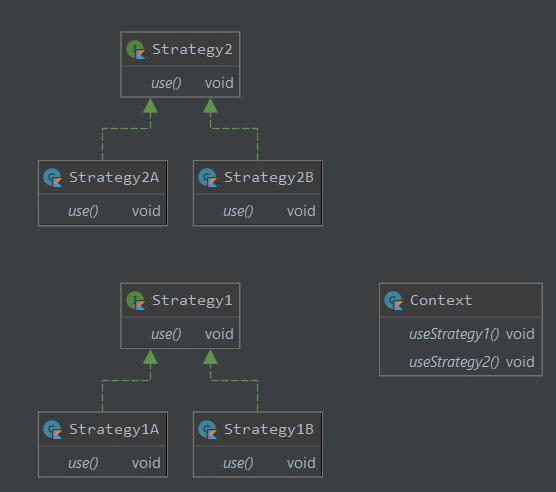 Strategy2
use() void
Strategy2A
use() void
Strategy2B
use() void
Strategy1
use() void
Context
useStrategy1() void
useStrategy2() void
Strategy1A
use() void
Strategy1B
use() void